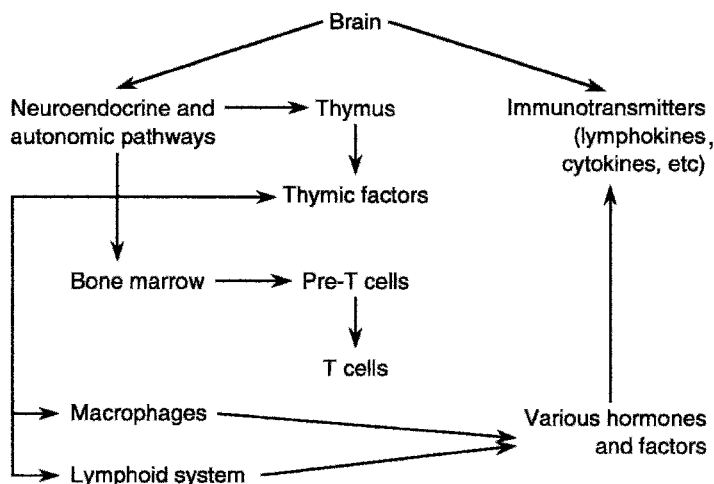 Brain
Neuroendocrine and
autonomic pathways
Thymus
Immunotransmitters
(lymphokines,
cytokines, etc)
Thymic factors
Bone marrow
Pre-T cells
T cells
Macrophages
Various hormones
and factors
Lymphoid system